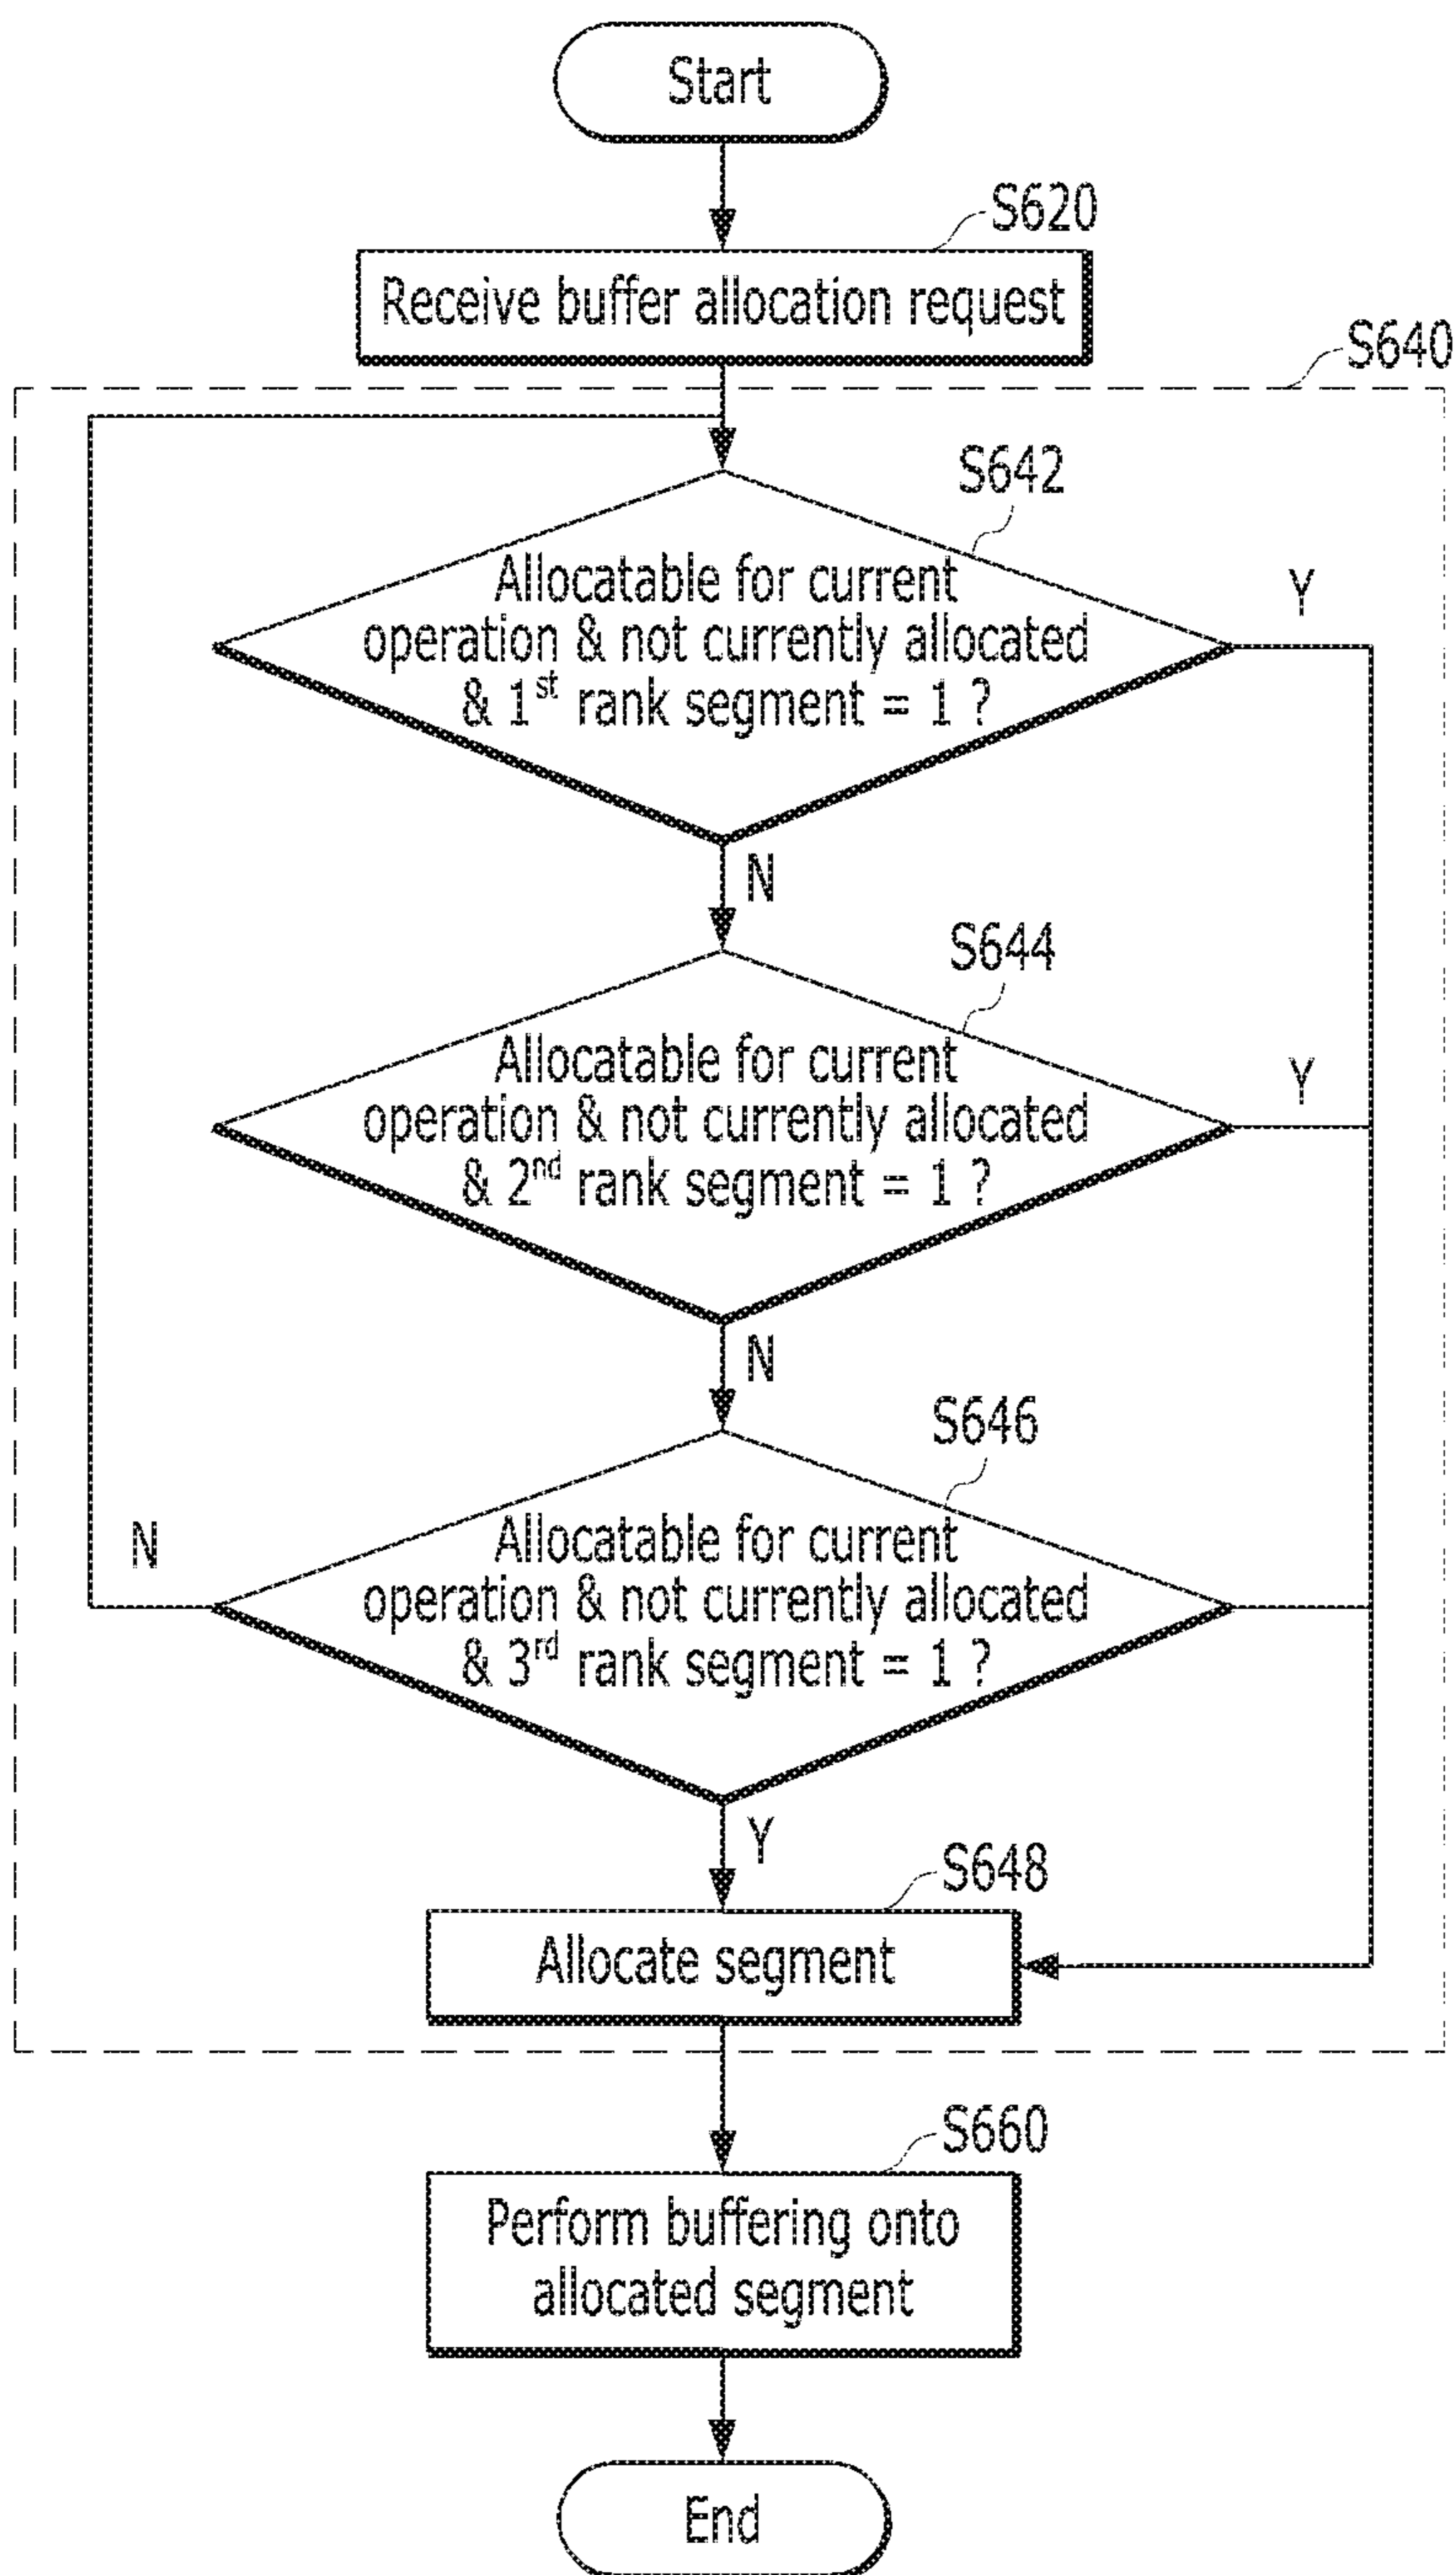 Start
S620
Receive buffer allocation request
S640
S642
Allocatable for current
operation & not currently allocated
& 1st rank segment = 1 ?
Y
N
S644
Allocatable for current
operation & not currently allocated
& 2nd rank segment = 1 ?
Y
N
S646
Allocatable for current
operation & not currently allocated
& 3rd rank segment = 1 ?
N
Y
S648
Allocate segment
S660
Perform buffering onto
allocated segment
End